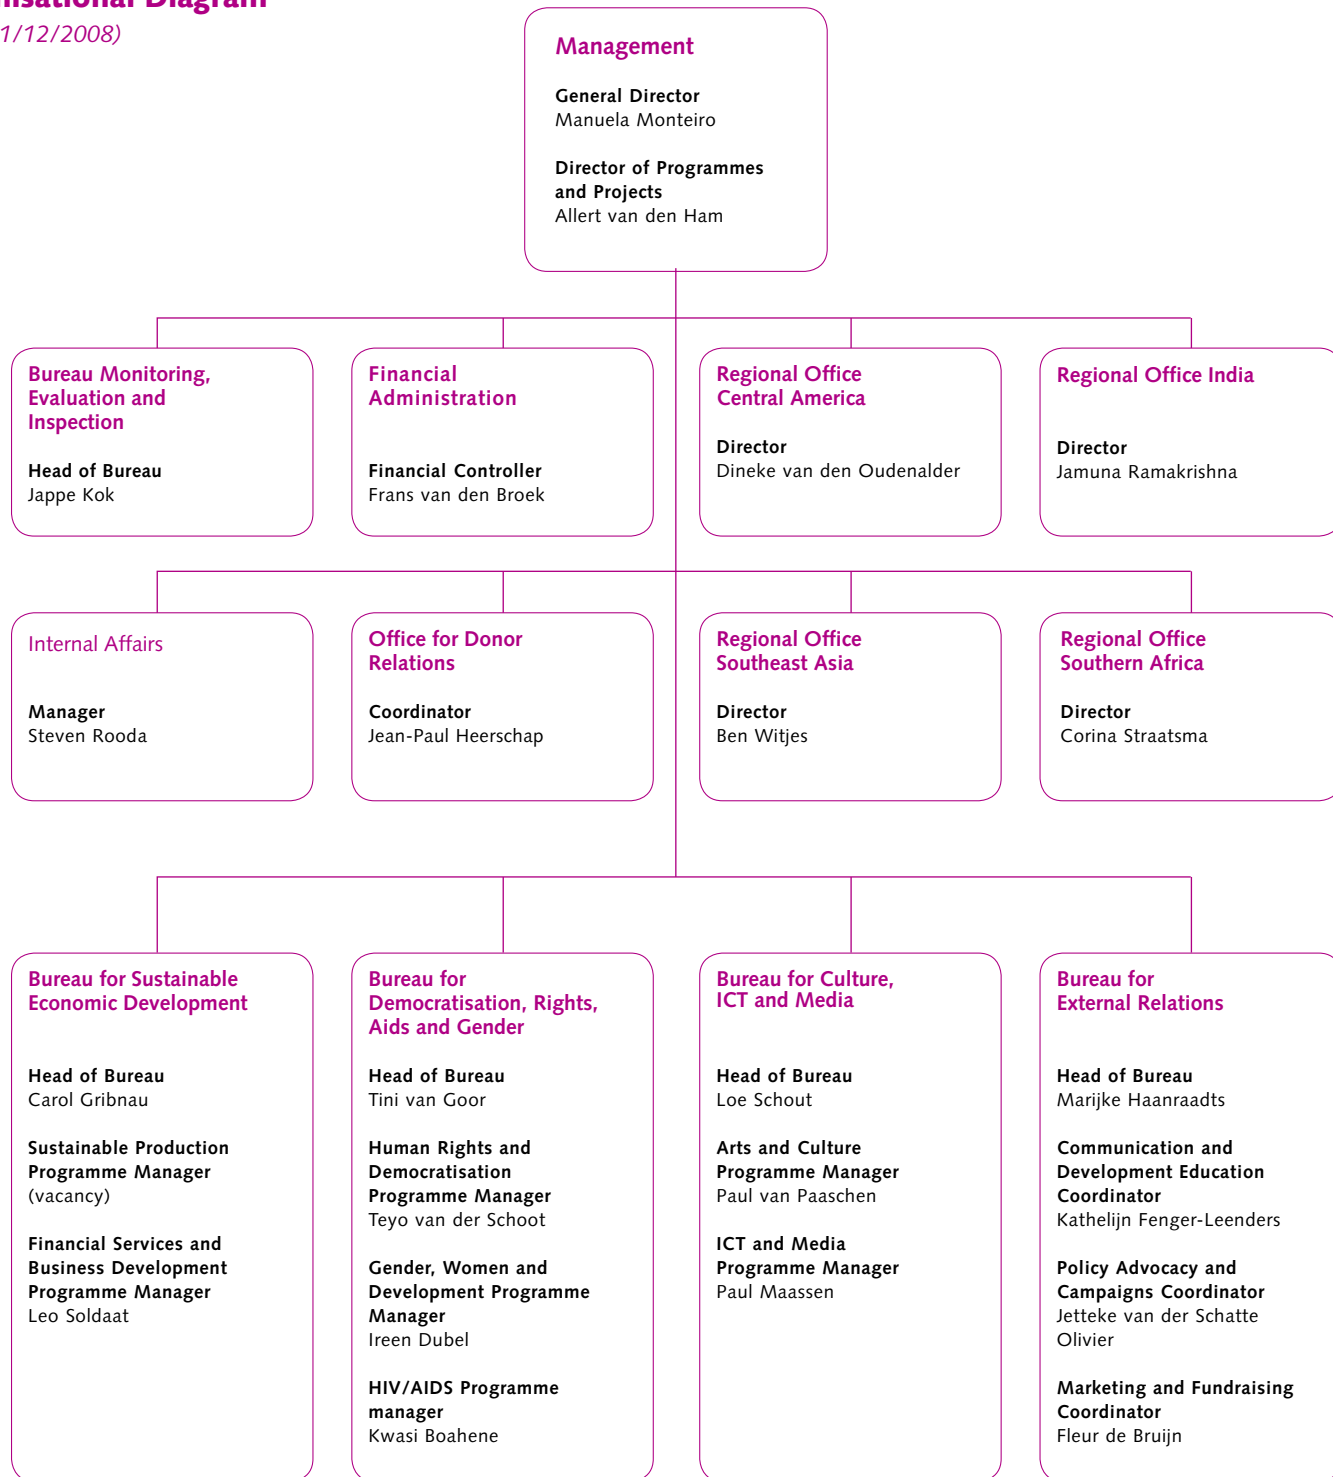 nisational Diagram
1/12/2008)
Management
General Director
Manuela Monteiro
Director of Programmes
and Projects
Allert van den Ham
Bureau Monitoring,
Evaluation and
Inspection
Head of Bureau
Jappe Kok
Financial
Administration
Financial Controller
Frans van den Broek
Regional Office
Central America
Director
Dineke van den Oudenalder
Regional Office India
Director
Jamuna Ramakrishna
Internal Affairs
Manager
Steven Rooda
Office for Donor
Relations
Coordinator
Jean-Paul Heerschap
Regional Office
Southeast Asia
Director
Ben Witjes
Regional Office
Southern Africa
Director
Corina Straatsma
Bureau for Sustainable
Economic Development
Head of Bureau
Carol Gribnau
Sustainable Production
Programme Manager
(vacancy)
Financial Services and
Business Development
Programme Manager
Leo Soldaat
Bureau for
Democratisation, Rights,
Aids and Gender
Head of Bureau
Tini van Goor
Human Rights and
Democratisation
Programme Manager
Teyo van der Schoot
Gender, Women and
Development Programme
Manager
Ireen Dubel
HIV/AIDS Programme
manager
Kwasi Boahene
Bureau for Culture,
ICT and Media
Head of Bureau
Loe Schout
Arts and Culture
Programme Manager
Paul van Paaschen
ICT and Media
Programme Manager
Paul Maassen
Bureau for
External Relations
Head of Bureau
Marijke Haanraadts
Communication and
Development Education
Coordinator
Kathelijn Fenger-Leenders
Policy Advocacy and
Campaigns Coordinator
Jetteke van der Schatte
Olivier
Marketing and Fundraising
Coordinator
Fleur de Bruijn